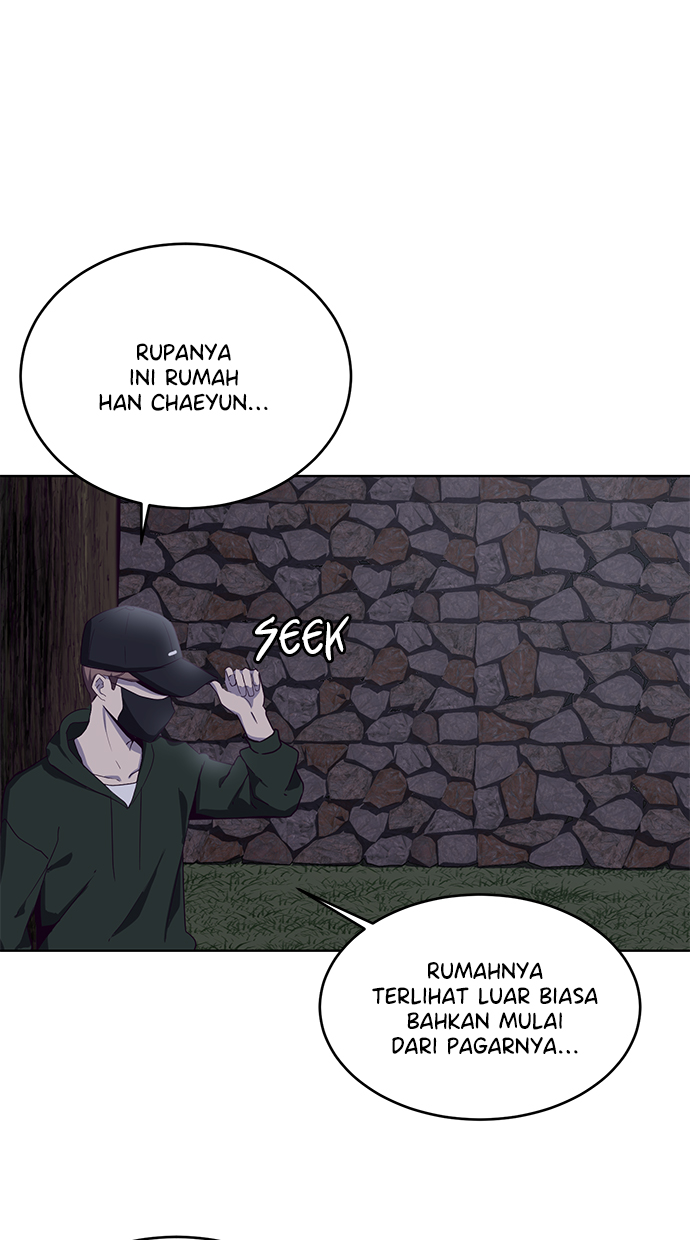 RUPANYA
INI RUMAH
HAN CHAEYUN...
SEEK
RUMAHNYA
TERLIHAT LUAR BIASA
BAHKAN MULAI
DARI PAGARNYA...